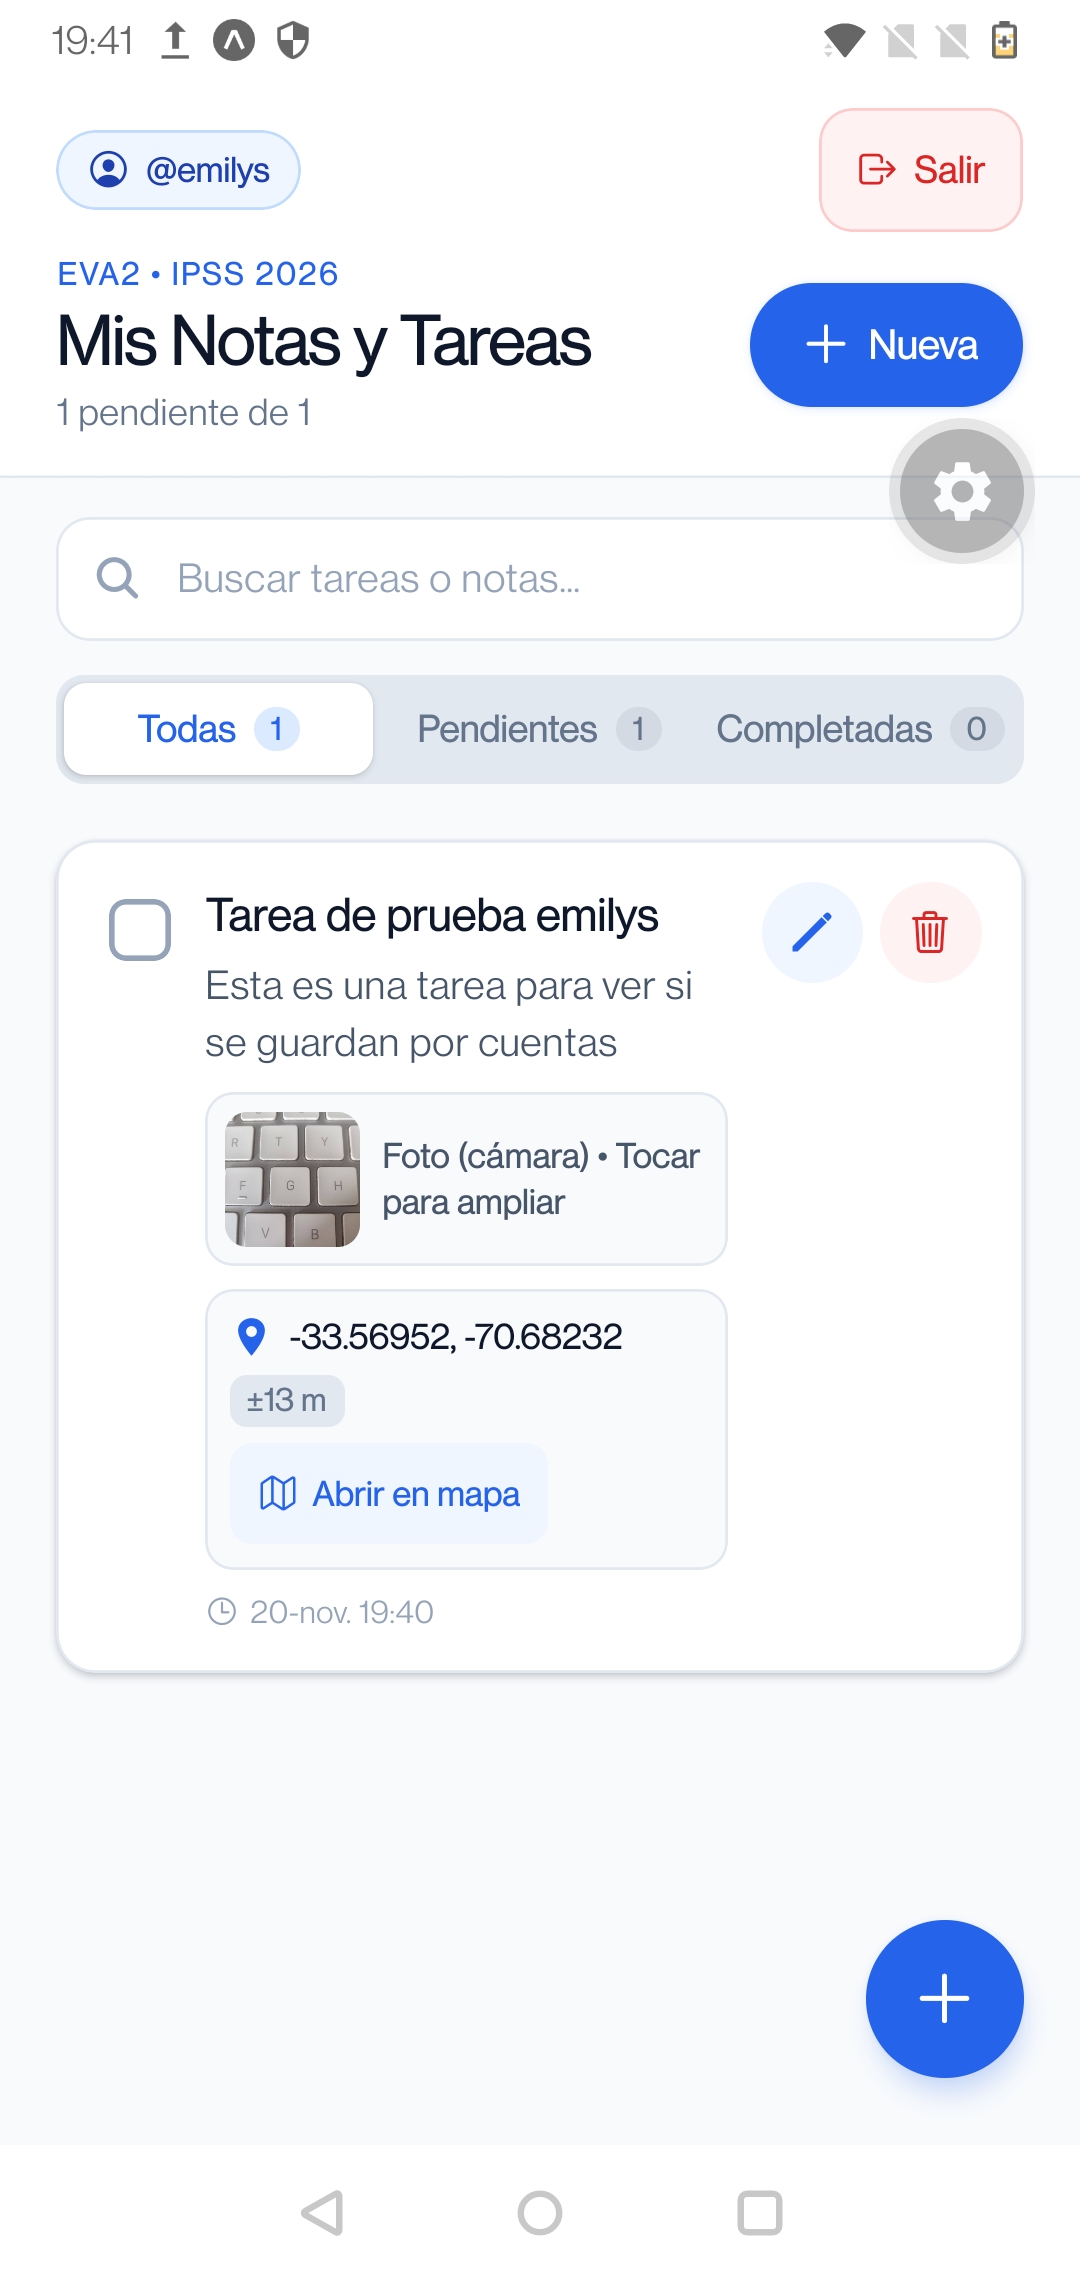 19:41
@emilys
Salir
EVA2 • IPSS 2026
Mis Notas y Tareas
Nueva
1 pendiente de 1
Buscar tareas o notas...
Todas 1 Pendientes 1 Completadas 0
Tarea de prueba emilys
Esta es una tarea para ver si
se guardan por cuentas
R T Y
F G H
V B
Foto (cámara) • Tocar
para ampliar
-33.56952, -70.68232
±13 m
Abrir en mapa
20-nov. 19:40